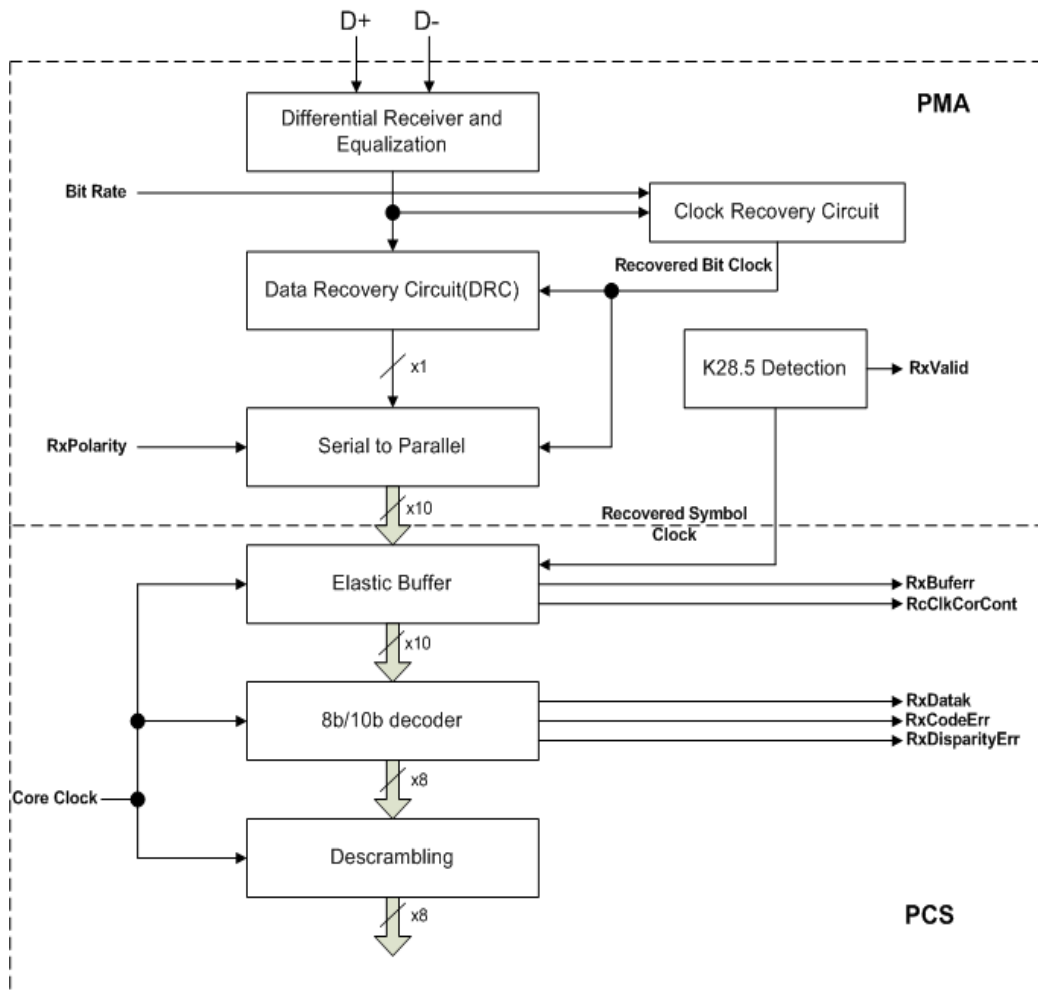 D+
D-
PMA
Differential Receiver and
Equalization
Bit Rate
Clock Recovery Circuit
Recovered Bit Clock
Data Recovery Circuit(DRC)
K28.5 Detection
RxValid
x1
RxPolarity
Serial to Parallel
x10
Recovered Symbol
Clock
Elastic Buffer
RxBuferr
RcClkCorCont
x10
8b/10b decoder
RxDatak
RxCodeErr
RxDisparityErr
x8
Core Clock
Descrambling
x8
PCS